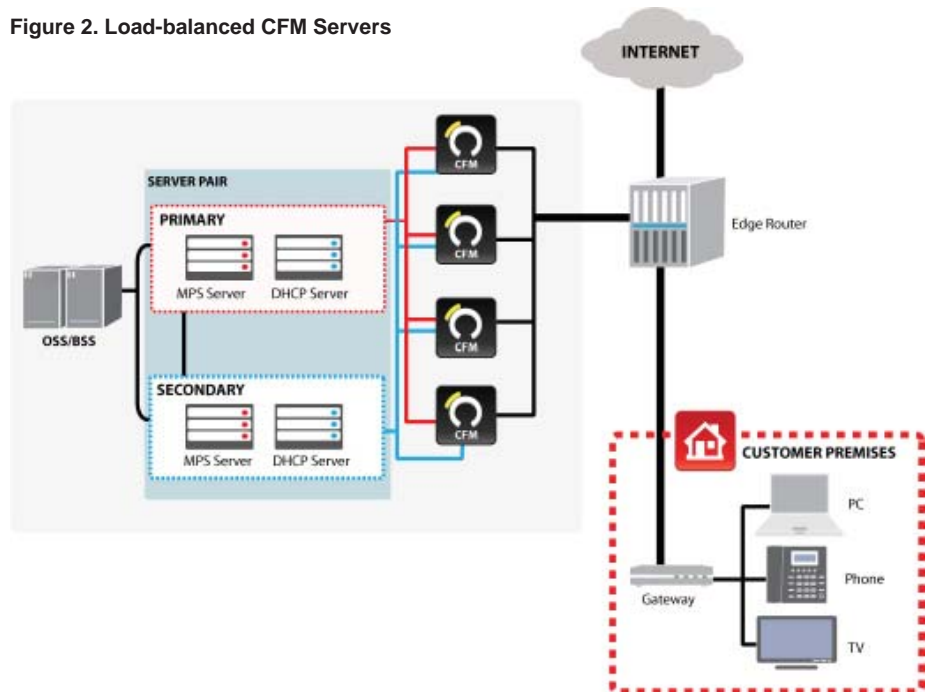 Figure 2. Load-balanced CFM Servers
INTERNET
CFM
SERVER PAIR
PRIMARY
MPS Server
DHCP Server
CFM
Edge Router
OSS/BSS
CFM
SECONDARY
MPS Server
DHCP Server
CFM
CUSTOMER PREMISES
PC
Gateway
Phone
TV